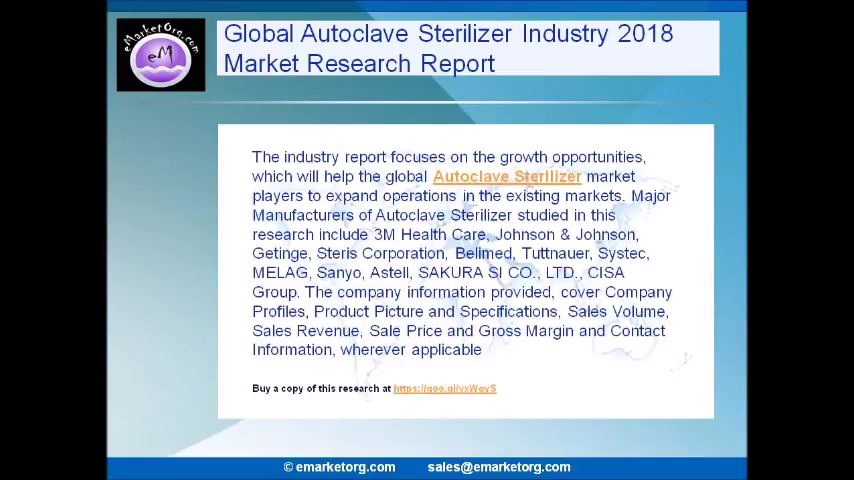 eMarketOrg.com
eM
Global Autoclave Sterilizer Industry 2018
Market Research Report
The industry report focuses on the growth opportunities,
which will help the global Autoclave Sterilizer market
players to expand operations in the existing markets. Major
Manufacturers of Autoclave Sterilizer studied in this
research include 3M Health Care, Johnson & Johnson,
Getinge, Steris Corporation, Belimed, Tuttnauer, Systec,
MELAG, Sanyo, Astell, SAKURA SI CO., LTD., CISA
Group. The company information provided, cover Company
Profiles, Product Picture and Specifications, Sales Volume,
Sales Revenue, Sale Price and Gross Margin and Contact
Information, wherever applicable
Buy a copy of this research at https://goo.gl/vxWoyS
© emarketorg.com sales@emarketorg.com